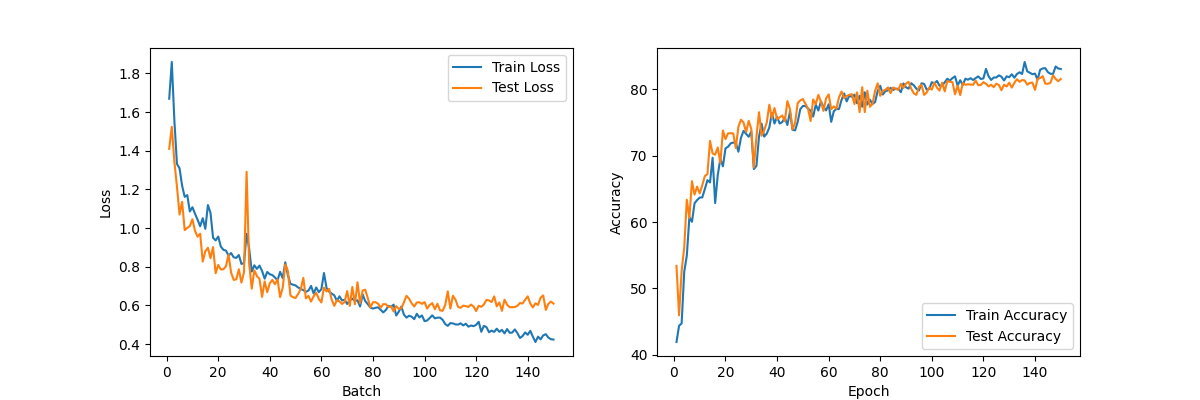 Train Loss
Test Loss
Loss
1.8
1.6
1.4
1.2
1.0
0.8
0.6
0.4
0 20 40 60 80 100 120 140
Batch
Accuracy
80
70
60
50
40
Train Accuracy
Test Accuracy
0 20 40 60 80 100 120 140
Epoch